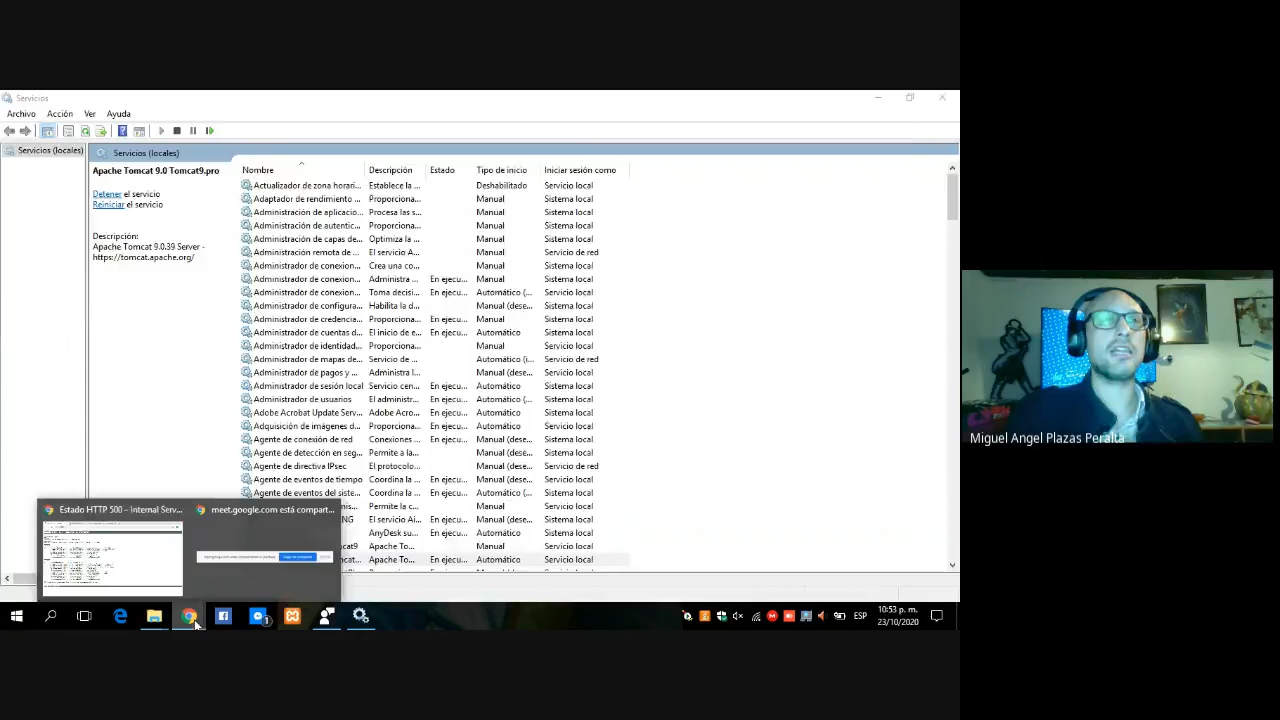 Servicios
Archivo Acción Ver Ayuda
Servicios (locales)
Servicios (locales)
Apache Tomcat 9.0 Tomcat9.pro
Detener el servicio
Reiniciar el servicio
Descripción:
Apache Tomcat 9.0.39 Server -
https://tomcat.apache.org/
Nombre Descripción Estado Tipo de inicio Iniciar sesión como
Actualizador de zona horari... Establece la ... Deshabilitado Servicio local
Adaptador de rendimiento ... Proporciona... Manual Sistema local
Administración de aplicacio... Procesa las s... Manual Sistema local
Administración de autentic... Proporciona... Manual Sistema local
Administración de capas de... Optimiza la ... Manual Sistema local
Administración remota de ... El servicio A... Manual Servicio de red
Administrador de conexion... Crea una co... Manual Sistema local
Administrador de conexion... Administra ... En ejecu... Manual Sistema local
Administrador de conexion... Toma decisi... En ejecu... Automático (... Servicio local
Administrador de configura... Habilita la d... Manual (dese... Sistema local
Administrador de credencia... Proporciona... En ejecu... Manual Sistema local
Administrador de cuentas d... El inicio de e... En ejecu... Automático Sistema local
Administrador de identidad... Proporciona... Manual Servicio local
Administrador de mapas de... Servicio de ... Automático (i... Servicio de red
Administrador de pagos y ... Administra l... Manual (dese... Servicio local
Administrador de sesión local Servicio cen... En ejecu... Automático Sistema local
Administrador de usuarios El administr... En ejecu... Automático (... Sistema local
Adobe Acrobat Update Serv... Adobe Acro... En ejecu... Automático Sistema local
Adquisición de imágenes d... Proporciona... En ejecu... Automático Servicio local
Agente de conexión de red Conexiones ... En ejecu... Manual (dese... Sistema local
Agente de detección en seg... Permite a la... Manual (dese... Servicio local
Agente de directiva IPsec El protocolo... Manual (dese... Servicio de red
Agente de eventos de tiempo Coordina la ... En ejecu... Manual (dese... Servicio local
Agente de eventos del siste... Coordina la ... En ejecu... Automático Sistema local
Permite la c... Manual Sistema local
NG El servicio Ai... En ejecu... Manual (dese... Sistema local
AnyDesk su... En ejecu... Automático Sistema local
cat9 Apache To... Manual Servicio local
cat... Apache To... En ejecu... Automático Servicio local
Estado HTTP 500 – Internal Serv... meet.google.com está compart...
1
ESP
10:53 p. m.
23/10/2020
Miguel Angel Plazas Peralta